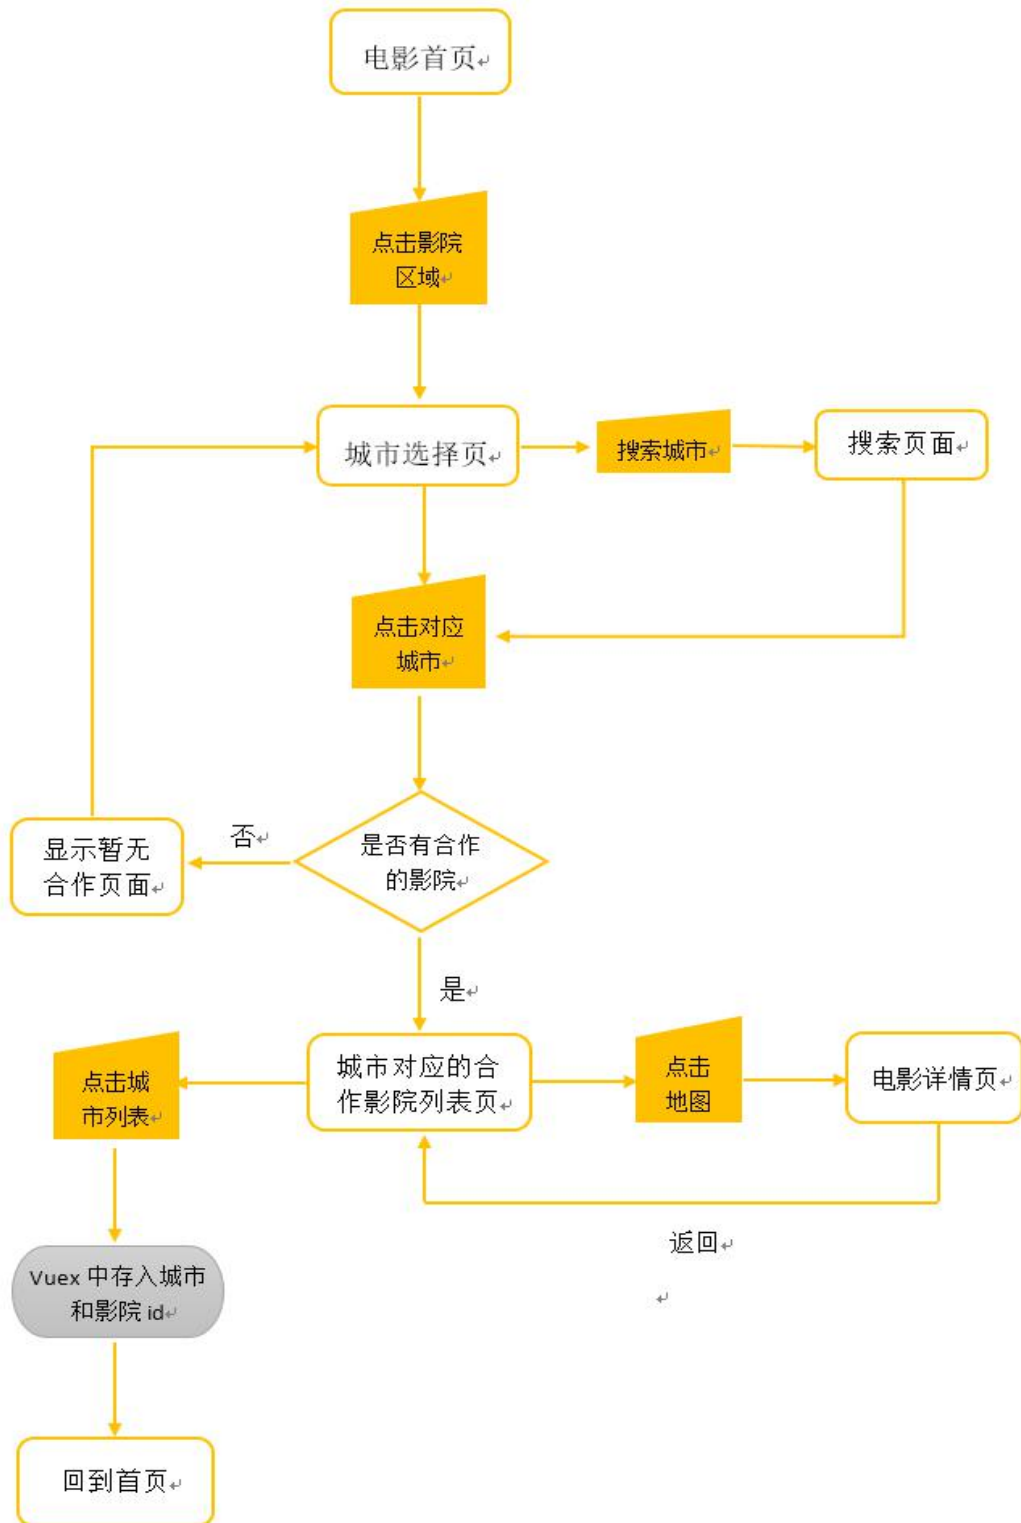 电影首页
点击影院
区域
城市选择页
搜索城市
搜索页面
点击对应
城市
显示暂无
合作页面
否
是否有合作
的影院
是
点击城
市列表
城市对应的合
作影院列表页
点击
地图
电影详情页
返回
Vuex 中存入城市
和影院 id
回到首页